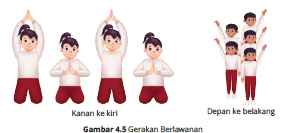 Kanan ke kiri
Depan ke belakang
Gambar 4.5 Gerakan Berlawanan